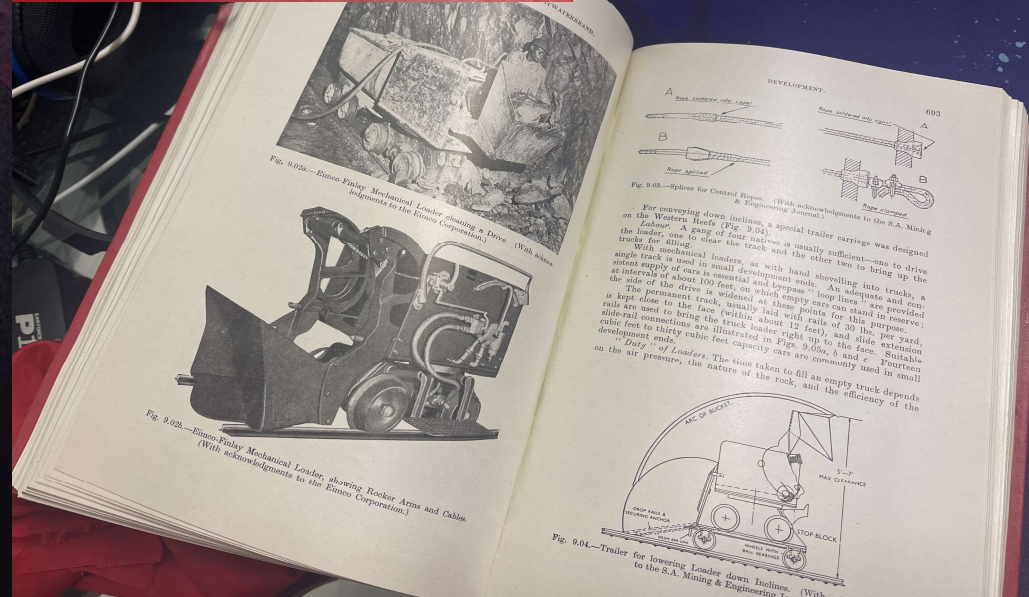 WATERSRAND.
Fig. 9.02a.—Eimco-Finlay Mechanical Loader cleaning a Drive. (With acknow-
ledgments to the Eimco Corporation.)
Fig. 9.02b.—Eimco-Finlay Mechanical Loader, showing Rocker Arms and Cables.
(With acknowledgments to the Eimco Corporation.)
DEVELOPMENT.
693
A
Rope soldered into
B
Rope spliced
Rope soldered into
A
B
Rope clamped
Fig. 9.03.—Splices for Control Ropes. (With acknowledgments to the S.A. Mining
& Engineering Journal.)
For conveying down inclines, a special trailer carriage was designed
on the Western Reefs (Fig. 9.04).
Labour. A gang of four natives is usually sufficient—one to drive
the loader, one to clear the track and the other two to bring up the
trucks for filling.
With mechanical loaders, as with hand shovelling into trucks, a
single track is used in small development ends. An adequate and con-
sistent supply of cars is essential and bypass "loop lines" are provided
at intervals of about 100 feet, on which empty cars can stand in reserve;
the side of the drive is widened at these points for this purpose.
The permanent track, usually laid with rails of 30 lbs. per yard,
is kept close to the face (within about 12 feet), and slide extension
rails are used to bring the truck loader right up to the face. Suitable
slide-rail connections are illustrated in Figs. 9.05a, b and c. Fourteen
cubic feet to thirty cubic feet capacity cars are commonly used in small
development ends.
"Duty" of Loaders. The time taken to fill an empty truck depends
on the air pressure, the nature of the rock, and the efficiency of the
ARC OF BUCKET.
5'-7"
MAX CLEARANCE
DROP RAILS &
SECURING ANCHOR
STOP BLOCK
WHEELS WITH
BALL BEARINGS
Fig. 9.04.—Trailer for lowering Loader down Inclines. (With
to the S.A. Mining & Engineering